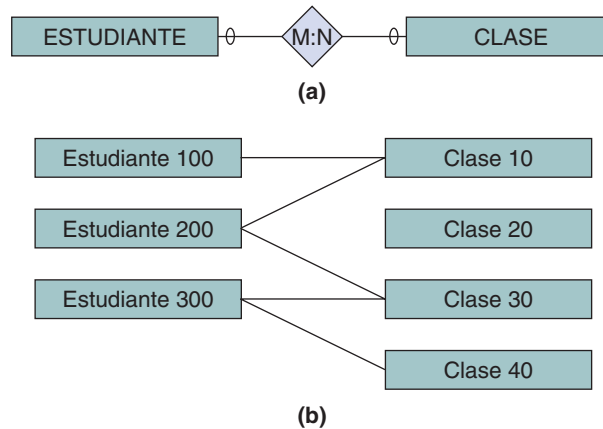 ESTUDIANTE M:N CLASE
(a)
Estudiante 100 Clase 10
Estudiante 200 Clase 20
Estudiante 300 Clase 30
Clase 40
(b)